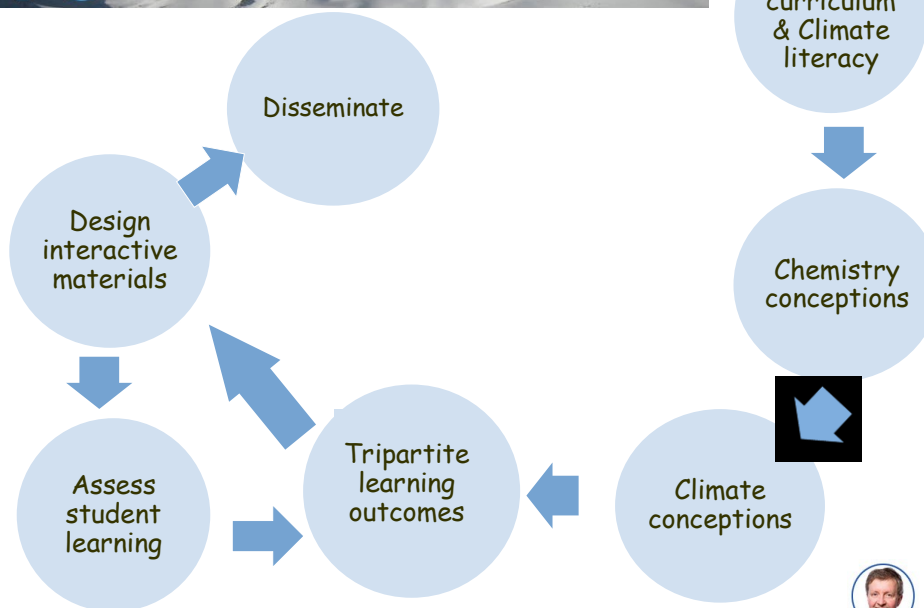 curriculum
& Climate
literacy
Disseminate
Design
interactive
materials
Chemistry
conceptions
Tripartite
learning
outcomes
Climate
conceptions
Assess
student
learning